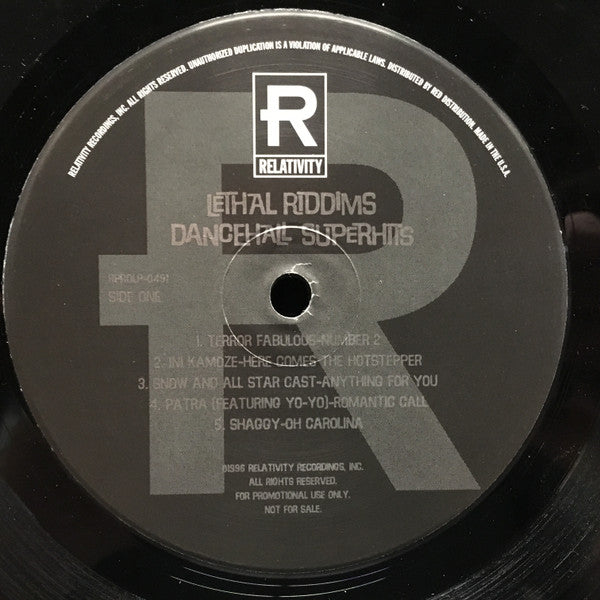 RELATIVITY RECORDINGS, INC. ALL RIGHTS RESERVED. UNAUTHORIZED DUPLICATION IS A VIOLATION OF APPLICABLE LAWS. DISTRIBUTED BY RED DISTRIBUTION. MADE IN THE U.S.A.
R
RELATIVITY
LETHAL RIDDIMS
DANCEHALL SUPERHITS
RPROLP-0491
SIDE ONE
1. TERROR FABULOUS-NUMBER 2
2. INI KAMOZE-HERE COMES THE HOTSTEPPER
3. SNOW AND ALL STAR CAST-ANYTHING FOR YOU
4. PATRA (FEATURING YO-YO)-ROMANTIC CALL
5. SHAGGY-OH CAROLINA
©1996 RELATIVITY RECORDINGS, INC.
ALL RIGHTS RESERVED.
FOR PROMOTIONAL USE ONLY.
NOT FOR SALE.